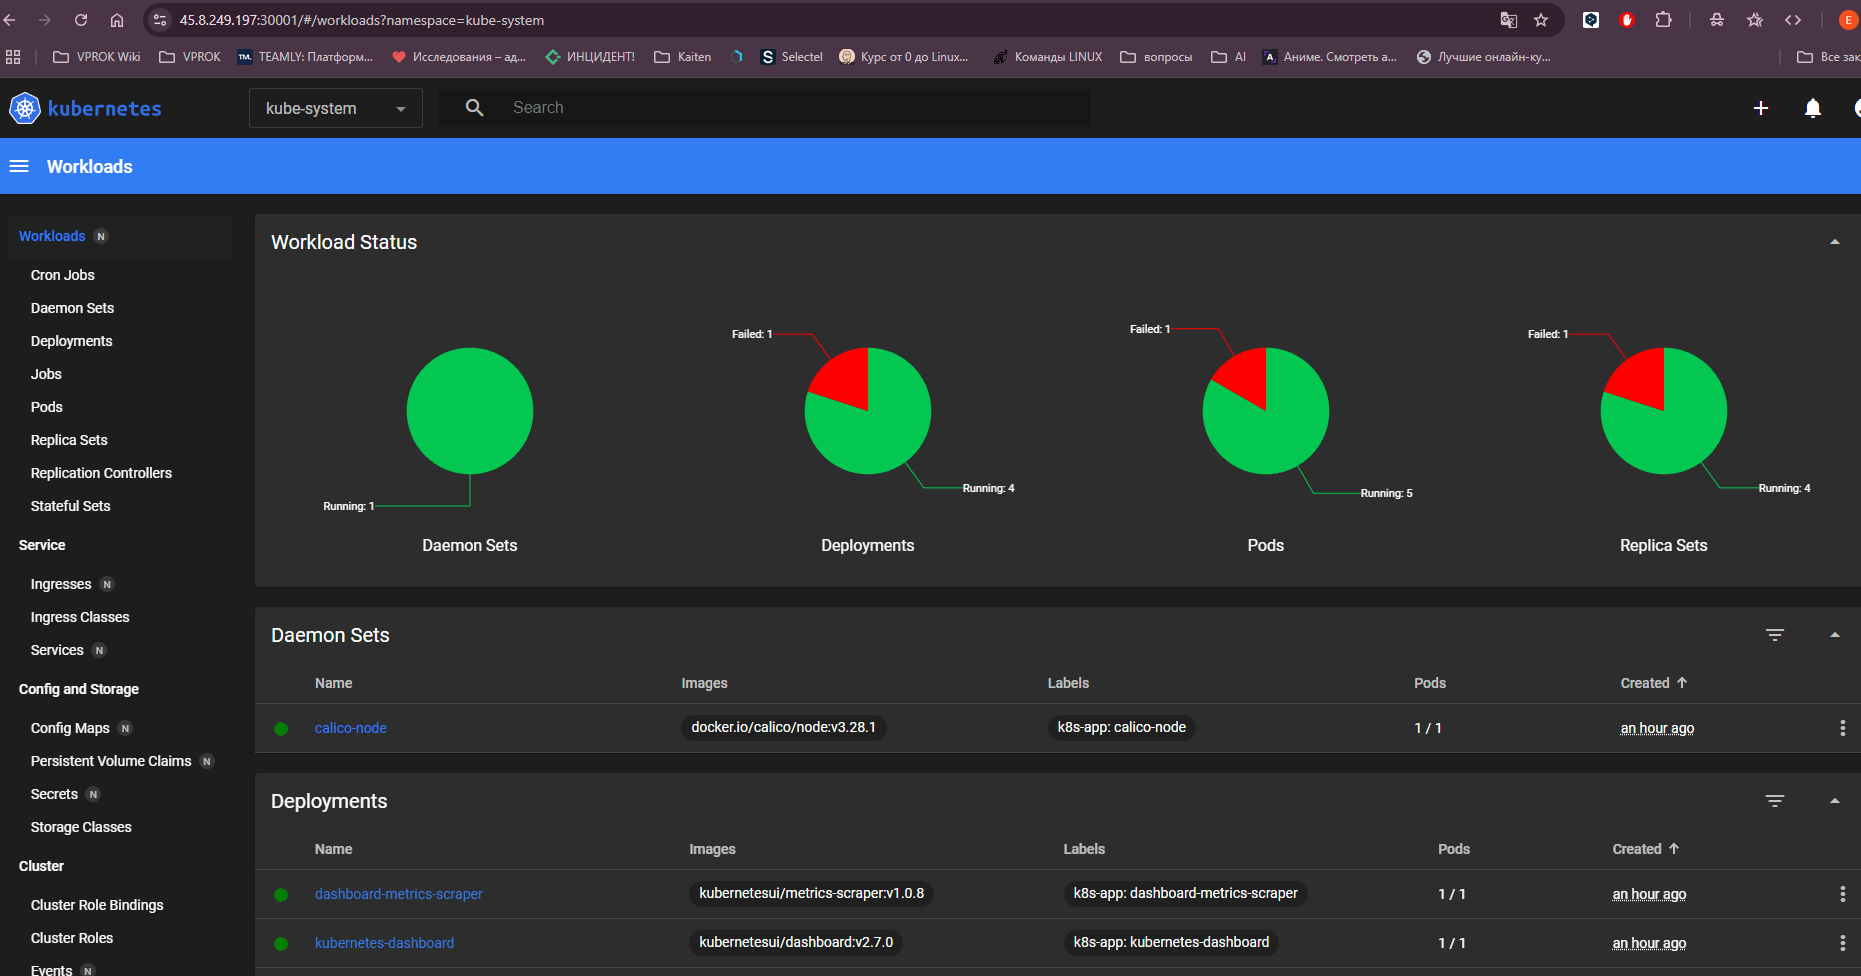 45.8.249.197:30001/#/workloads?namespace=kube-system
E
VPROK Wiki
VPROK
TEAMLY: Платформ...
Исследования – ад...
ИНЦИДЕНТ!
Kaiten
Selectel
Курс от 0 до Linux...
Команды LINUX
вопросы
AI
Аниме. Смотреть а...
Лучшие онлайн-ку...
Все зак
kubernetes
kube-system
Search
Workloads
Workloads N
Cron Jobs
Daemon Sets
Deployments
Jobs
Pods
Replica Sets
Replication Controllers
Stateful Sets
Service
Ingresses N
Ingress Classes
Services N
Config and Storage
Config Maps N
Persistent Volume Claims N
Secrets N
Storage Classes
Cluster
Cluster Role Bindings
Cluster Roles
Events N
Workload Status
Running: 1
Daemon Sets
Failed: 1
Running: 4
Deployments
Failed: 1
Running: 5
Pods
Failed: 1
Running: 4
Replica Sets
Daemon Sets
Name Images Labels Pods Created
calico-node docker.io/calico/node:v3.28.1 k8s-app: calico-node 1 / 1 an hour ago
Deployments
Name Images Labels Pods Created
dashboard-metrics-scraper kubernetesui/metrics-scraper:v1.0.8 k8s-app: dashboard-metrics-scraper 1 / 1 an hour ago
kubernetes-dashboard kubernetesui/dashboard:v2.7.0 k8s-app: kubernetes-dashboard 1 / 1 an hour ago